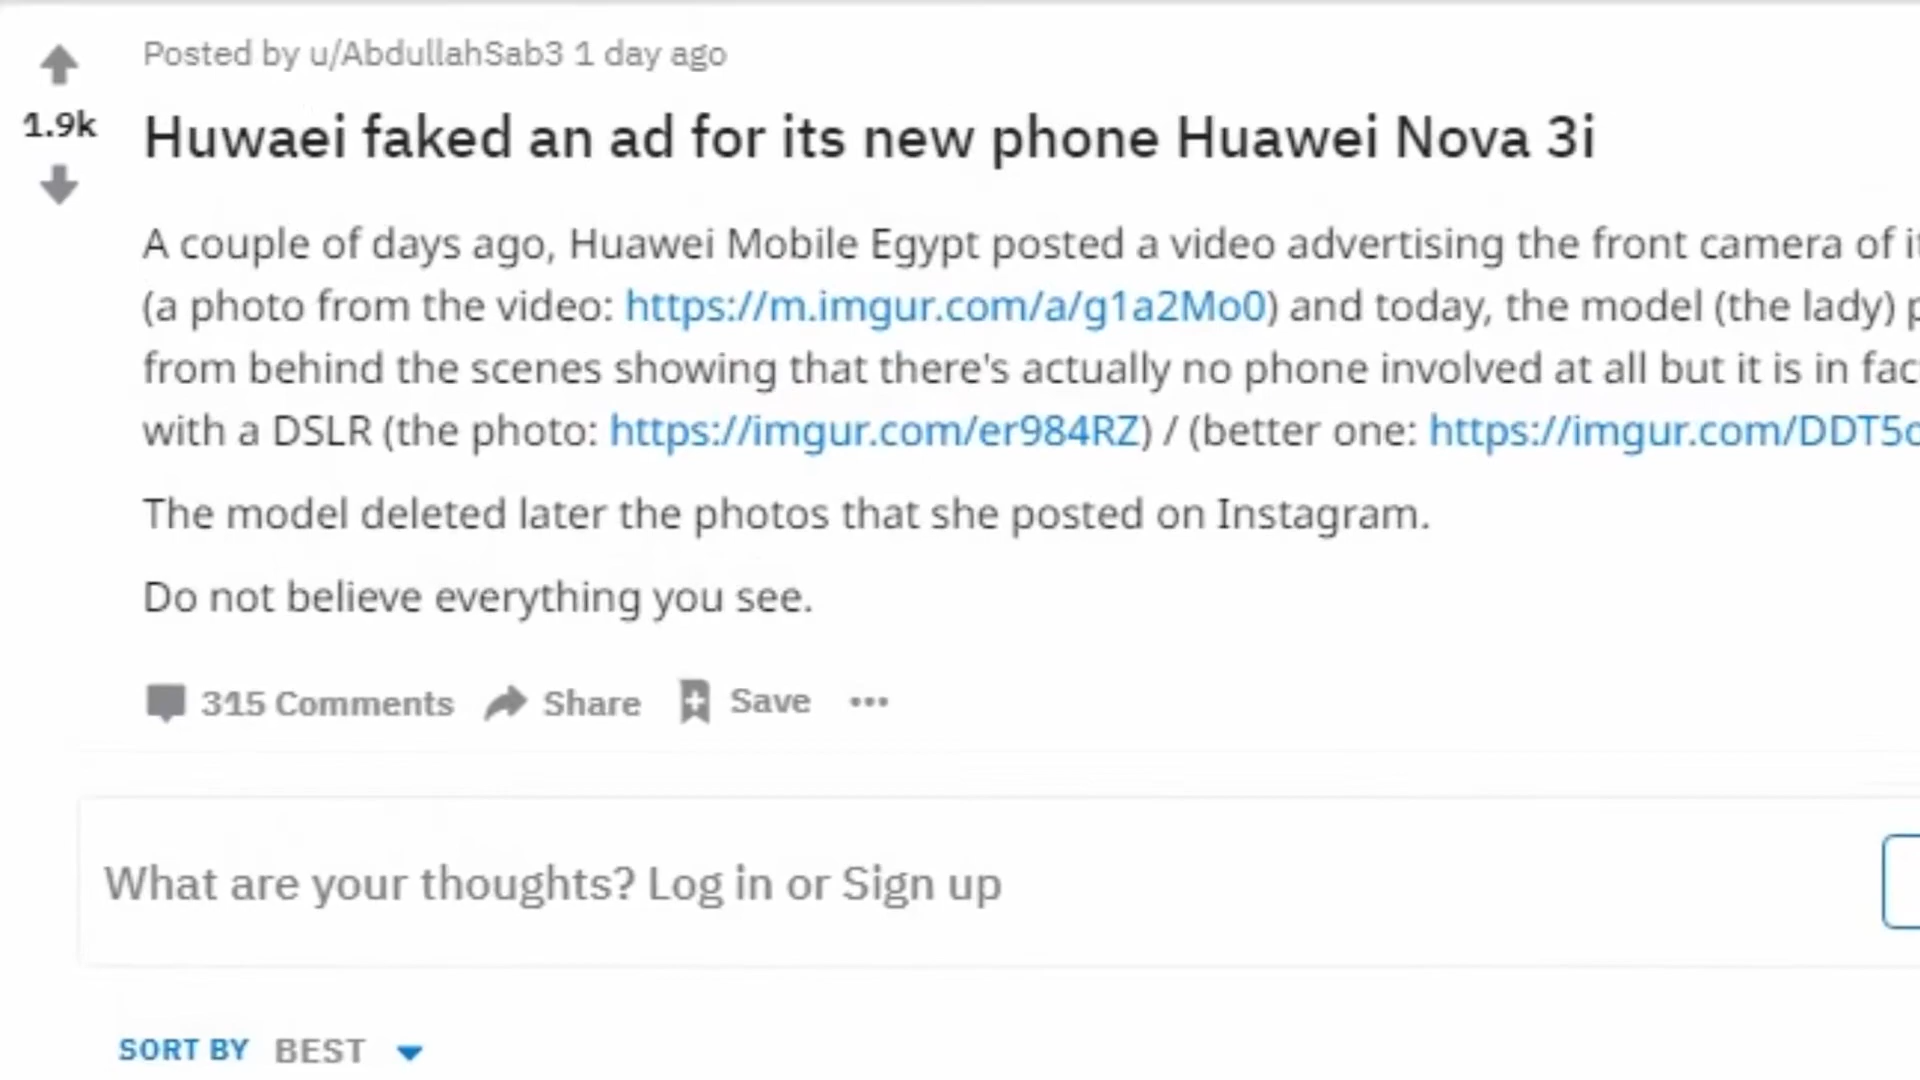 Posted by u/AbdullahSab3 1 day ago
1.9k
Huwaei faked an ad for its new phone Huawei Nova 3i
A couple of days ago, Huawei Mobile Egypt posted a video advertising the front camera of
(a photo from the video: https://m.imgur.com/a/g1a2Mo0) and today, the model (the lady)
from behind the scenes showing that there's actually no phone involved at all but it is in
with a DSLR (the photo: https://imgur.com/er984RZ) / (better one:
The model deleted later the photos that she posted on Instagram.
Do not believe everything you see.
315 Comments Share Save ...
What are your thoughts? Log in or Sign up
SORT BY BEST